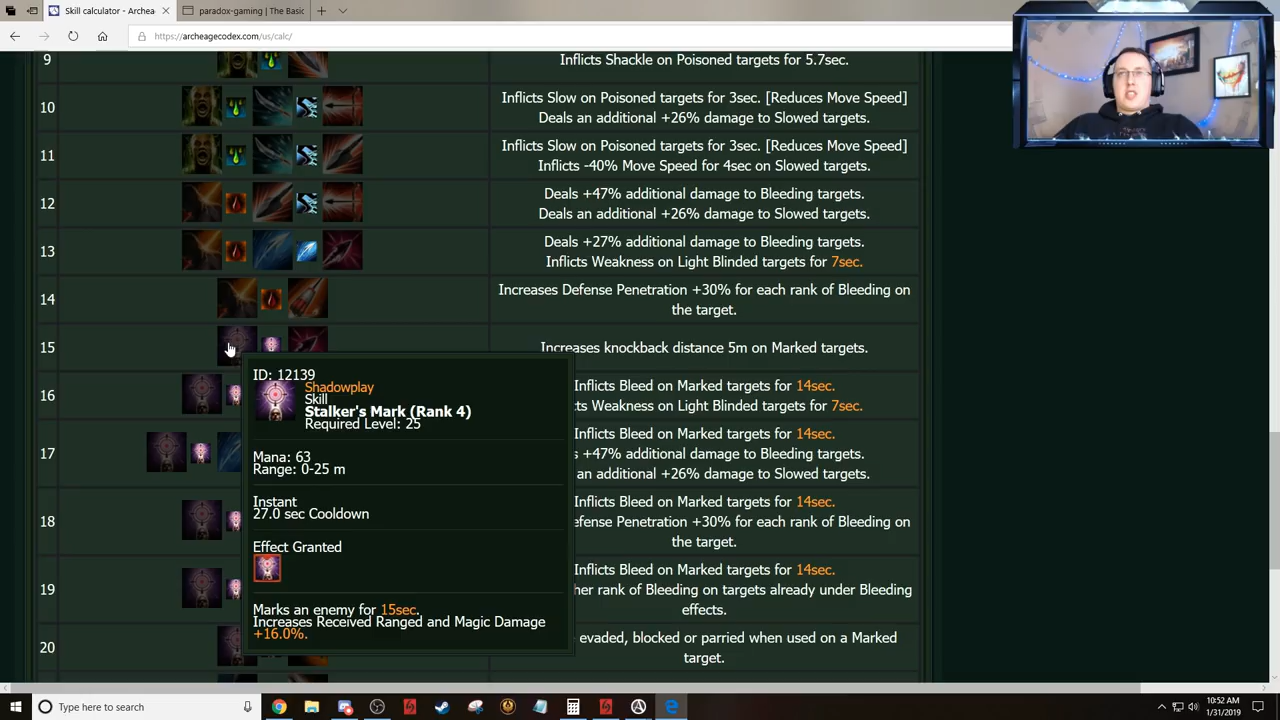 Skill calculator - Archea
paradox-gaming | The Basic
https://archeagecodex.com/us/calc/
9
Inflicts Shackle on Poisoned targets for 5.7sec.
10
Inflicts Slow on Poisoned targets for 3sec. [Reduces Move Speed]
Deals an additional +26% damage to Slowed targets.
11
Inflicts Slow on Poisoned targets for 3sec. [Reduces Move Speed]
Inflicts -40% Move Speed for 4sec on Slowed targets.
12
Deals +47% additional damage to Bleeding targets.
Deals an additional +26% damage to Slowed targets.
13
Deals +27% additional damage to Bleeding targets.
Inflicts Weakness on Light Blinded targets for 7sec.
14
Increases Defense Penetration +30% for each rank of Bleeding on
the target.
15
Increases knockback distance 5m on Marked targets.
ID: 12139
Shadowplay
Skill
Stalker's Mark (Rank 4)
Required Level: 25
Mana: 63
Range: 0-25 m
Instant
27.0 sec Cooldown
Effect Granted
Marks an enemy for 15sec.
Increases Received Ranged and Magic Damage
+16.0%.
16
Inflicts Bleed on Marked targets for 14sec.
cts Weakness on Light Blinded targets for 7sec.
17
Inflicts Bleed on Marked targets for 14sec.
s +47% additional damage to Bleeding targets.
an additional +26% damage to Slowed targets.
18
Inflicts Bleed on Marked targets for 14sec.
efense Penetration +30% for each rank of Bleeding on
the target.
19
Inflicts Bleed on Marked targets for 14sec.
her rank of Bleeding on targets already under Bleeding
effects.
20
evaded, blocked or parried when used on a Marked
target.
Type here to search
10:52 AM
1/31/2019